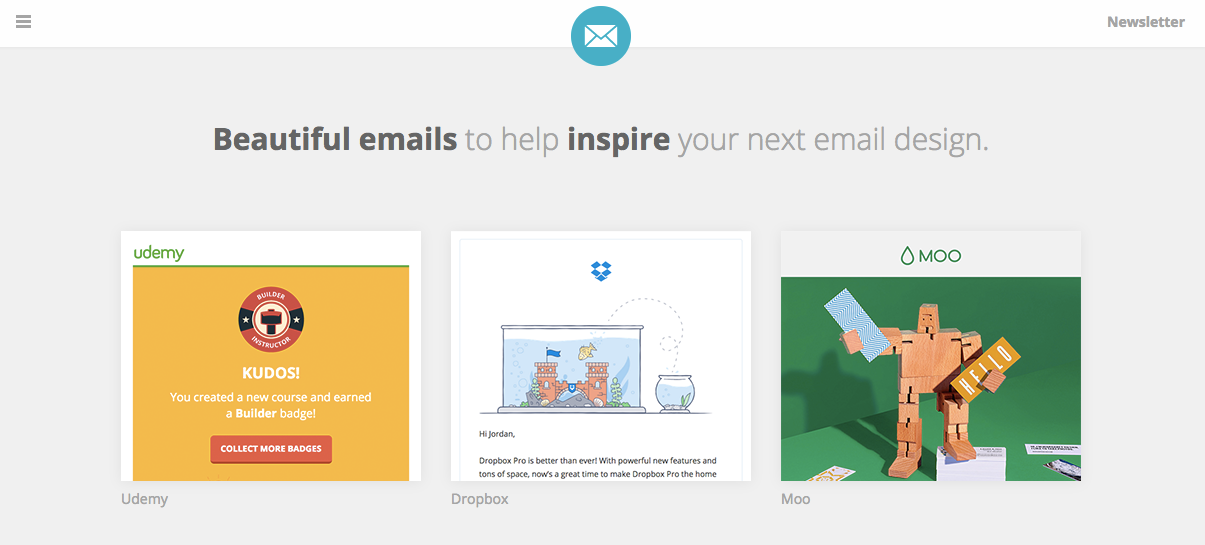 Newsletter
Beautiful emails to help inspire your next email design.
udemy
BUILDER
INSTRUCTOR
KUDOS!
You created a new course and earned
a Builder badge!
COLLECT MORE BADGES
Udemy
Hi Jordan,
Dropbox Pro is better than ever! With powerful new features and
tons of space, now's a great time to make Dropbox Pro the home
Dropbox
MOO
HELLO
Moo